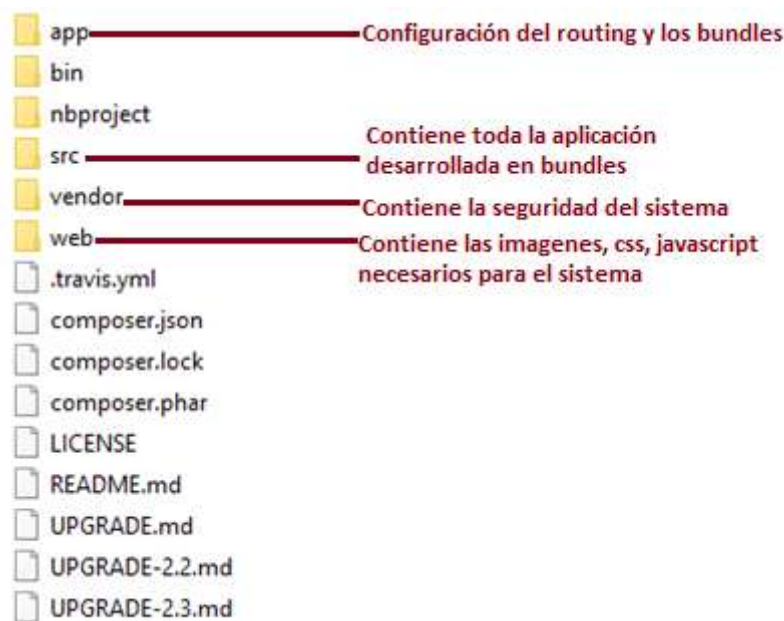 app Configuración del routing y los bundles
bin
nbproject
Contiene toda la aplicación
src desarrollada en bundles
vendor Contiene la seguridad del sistema
web Contiene las imagenes, css, javascript
necesarios para el sistema
.travis.yml
composer.json
composer.lock
composer.phar
LICENSE
README.md
UPGRADE.md
UPGRADE-2.2.md
UPGRADE-2.3.md